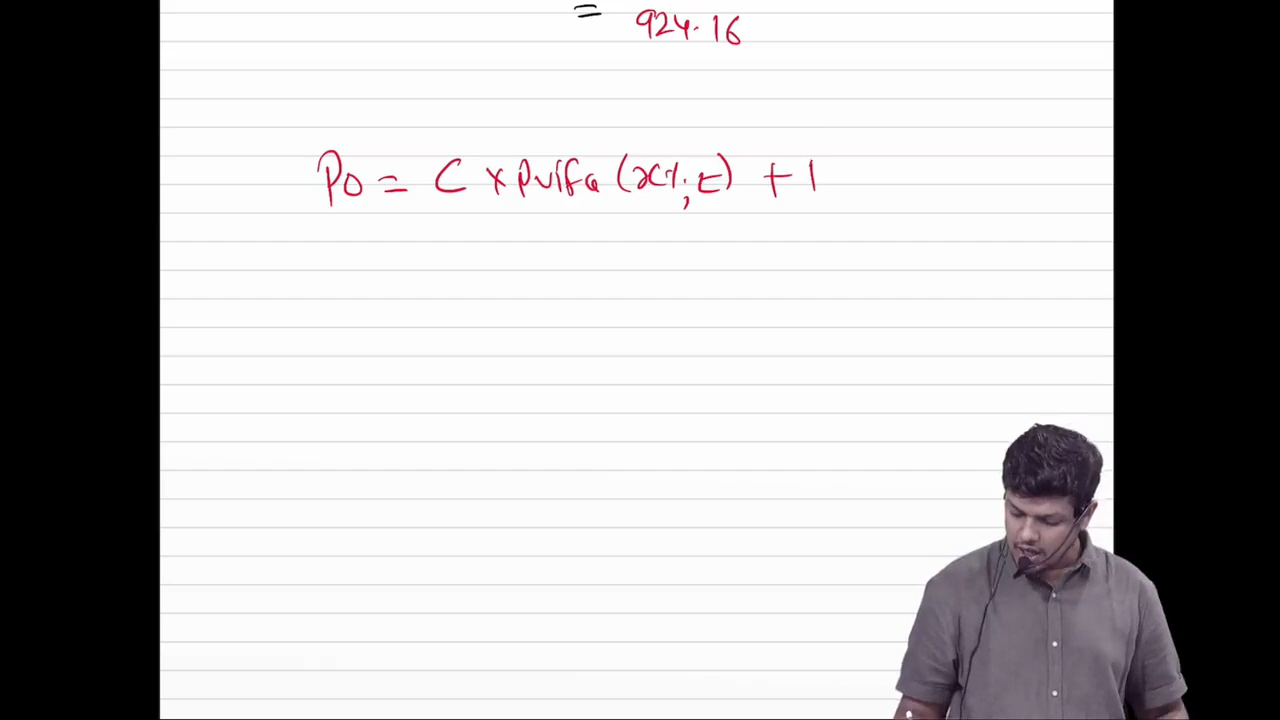 = 924.16
P0 = C x Pvifa (x%; t) + 1